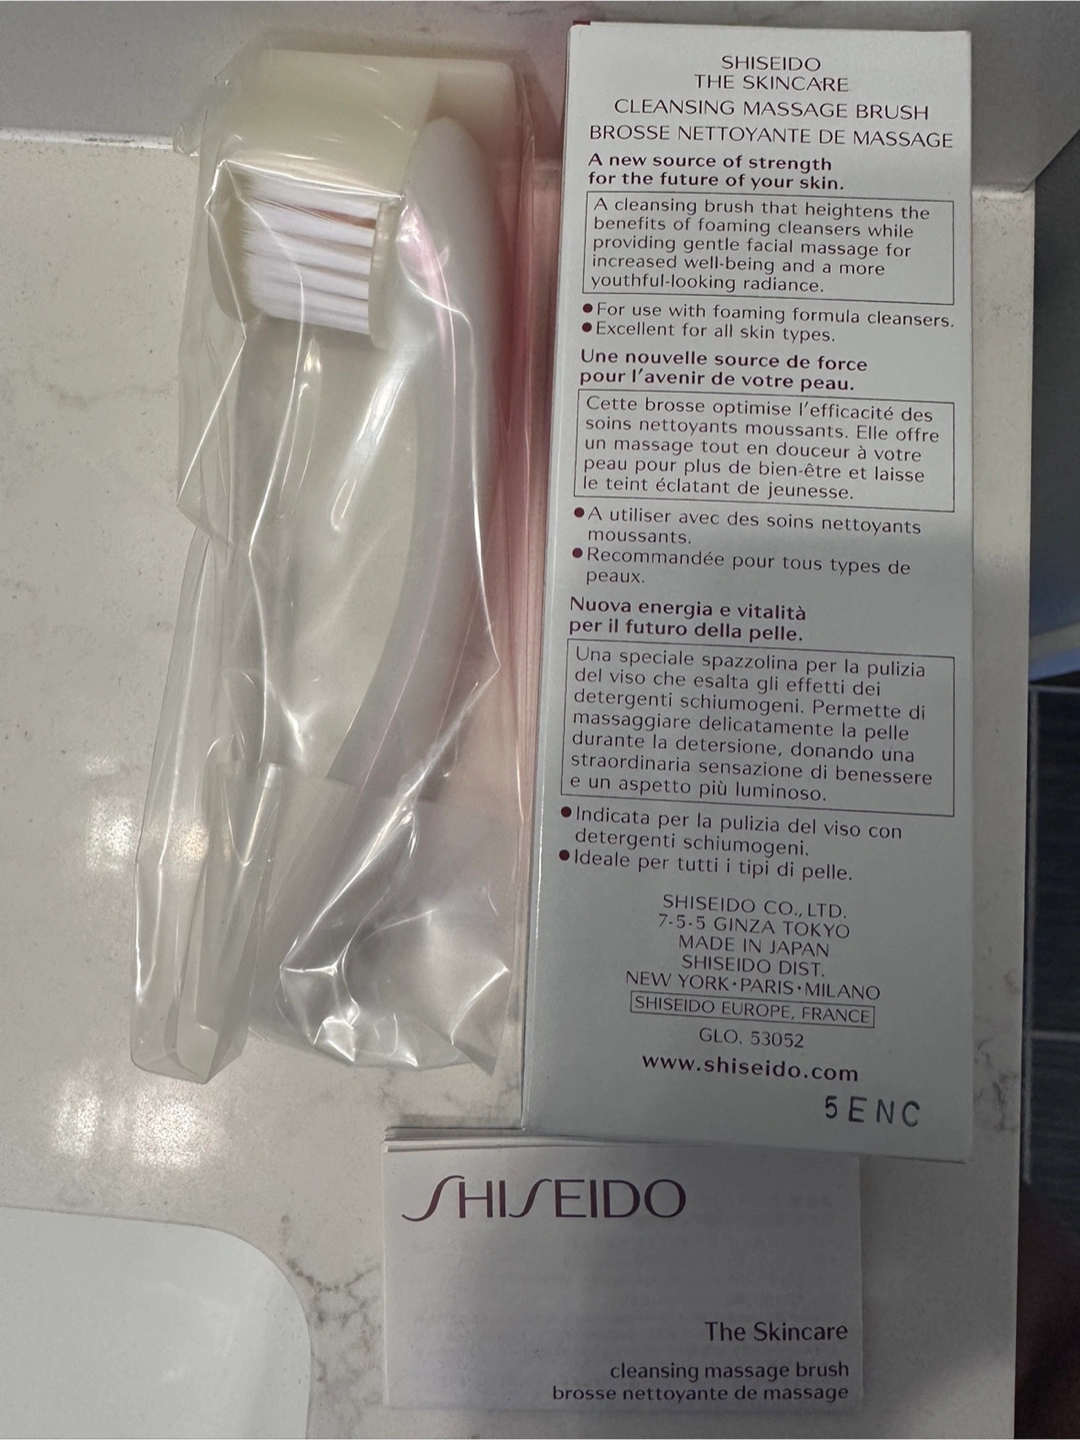 SHISEIDO
THE SKINCARE
CLEANSING MASSAGE BRUSH
BROSSE NETTOYANTE DE MASSAGE
A new source of strength
for the future of your skin.
A cleansing brush that heightens the
benefits of foaming cleansers while
providing gentle facial massage for
increased well-being and a more
youthful-looking radiance.
●For use with foaming formula cleansers.
●Excellent for all skin types.
Une nouvelle source de force
pour l'avenir de votre peau.
Cette brosse optimise l'efficacité des
soins nettoyants moussants. Elle offre
un massage tout en douceur à votre
peau pour plus de bien-être et laisse
le teint éclatant de jeunesse.
●A utiliser avec des soins nettoyants
moussants.
●Recommandée pour tous types de
peaux.
Nuova energia e vitalità
per il futuro della pelle.
Una speciale spazzolina per la pulizia
del viso che esalta gli effetti dei
detergenti schiumogeni. Permette di
massaggiare delicatamente la pelle
durante la detersione, donando una
straordinaria sensazione di benessere
e un aspetto più luminoso.
●Indicata per la pulizia del viso con
detergenti schiumogeni.
●Ideale per tutti i tipi di pelle.
SHISEIDO CO., LTD.
7-5-5 GINZA TOKYO
MADE IN JAPAN
SHISEIDO DIST.
NEW YORK·PARIS·MILANO
SHISEIDO EUROPE, FRANCE
GLO. 53052
www.shiseido.com
5ENC
SHISEIDO
The Skincare
cleansing massage brush
brosse nettoyante de massage